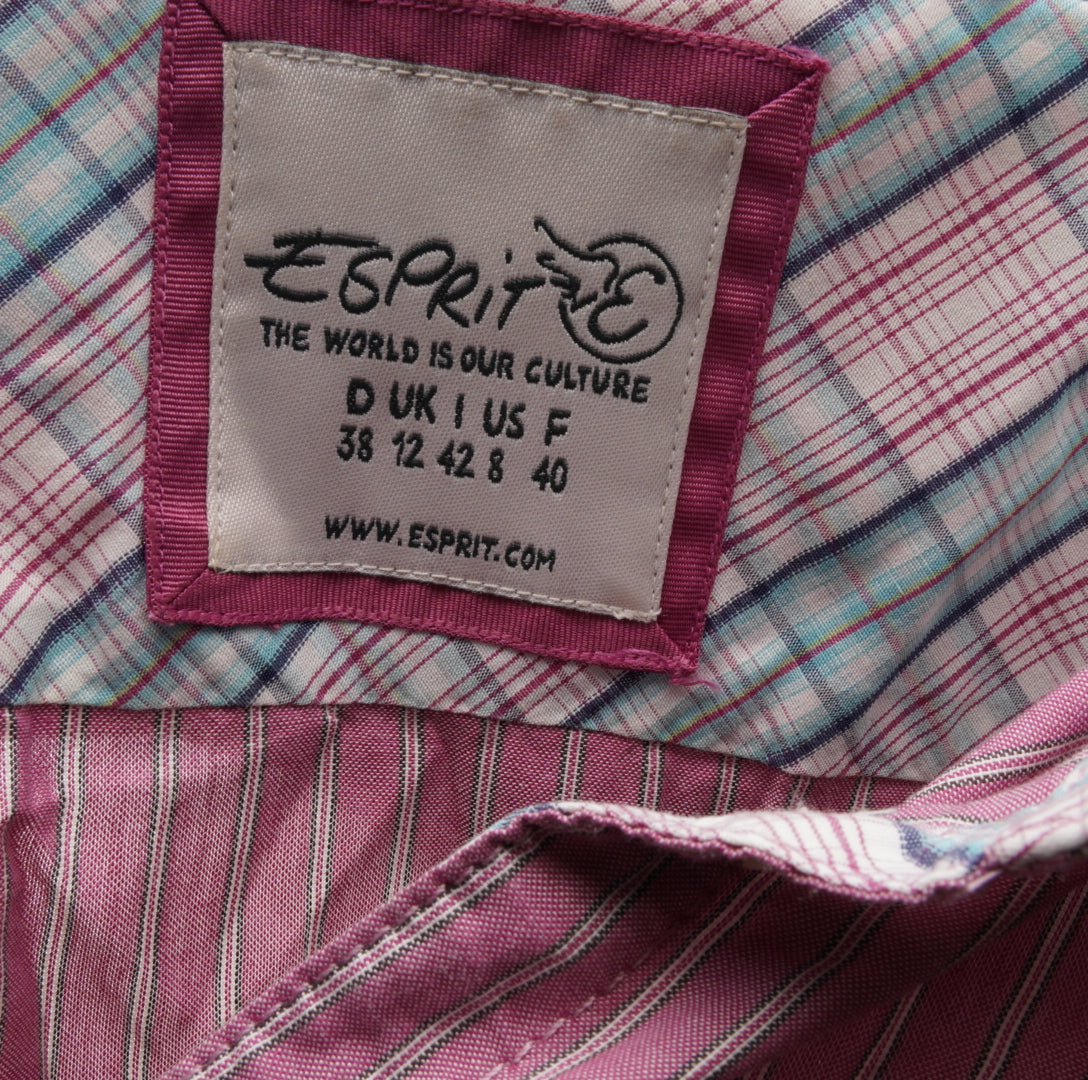 ESPRIT E
THE WORLD IS OUR CULTURE
D UK I US F
38 12 42 8 40
WWW.ESPRIT.COM